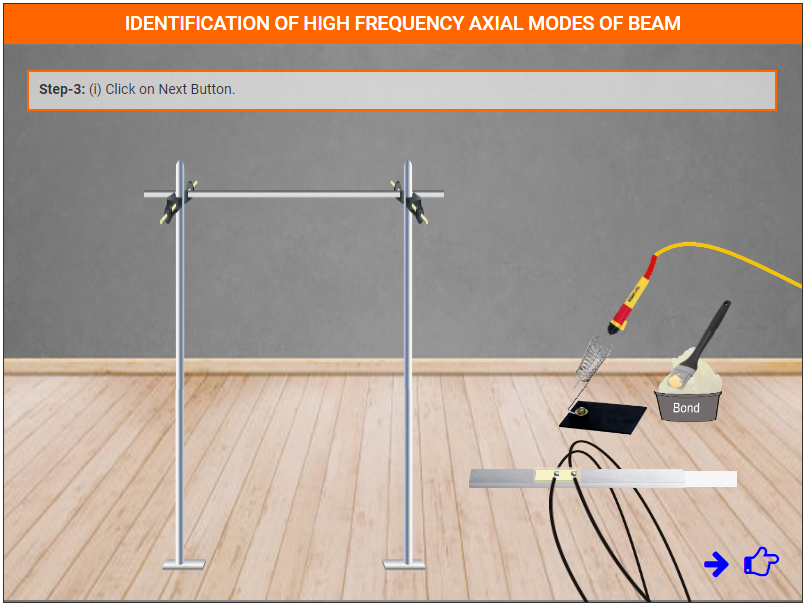 IDENTIFICATION OF HIGH FREQUENCY AXIAL MODES OF BEAM
Step-3: (i) Click on Next Button.
Bond